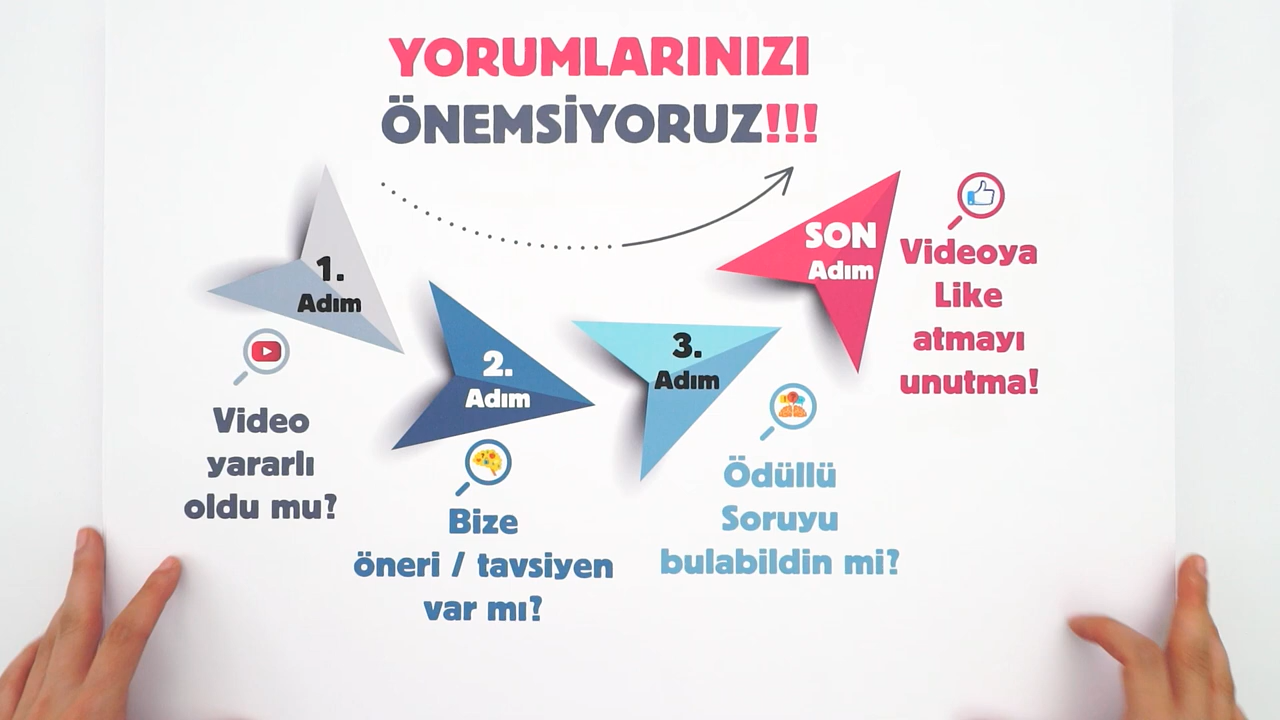 YORUMLARINIZI
ÖNEMSİYORUZ!!!
1.
Adım
Video
yararlı
oldu mu?
2.
Adım
Bize
öneri / tavsiyen
var mı?
3.
Adım
Ödüllü
Soruyu
bulabildin mi?
SON
Adım
Videoya
Like
atmayı
unutma!